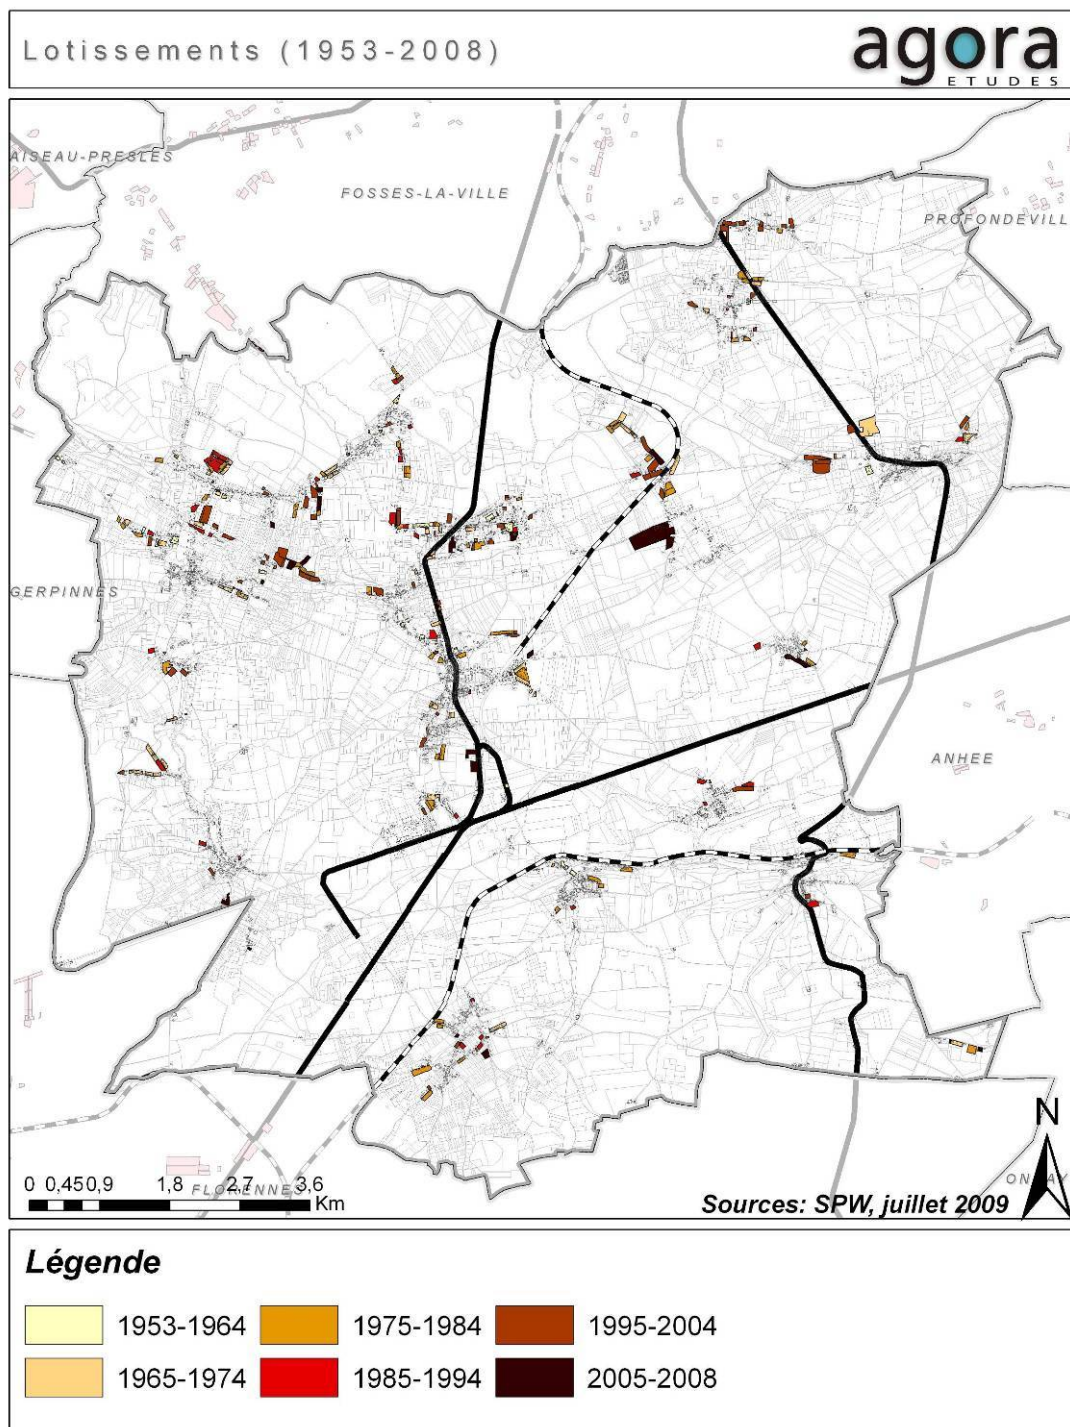 Lotissements (1953-2008)
agora
ETUDES
AISEAU-PRESLES
FOSSES-LA-VILLE
PROFONDEVILL
GERPINNES
ANHEE
0 0,45 0,9 1,8 2,7 3,6
Km
FLORENNES
ON AY
Sources: SPW, juillet 2009
N
Légende
1953-1964 1975-1984 1995-2004
1965-1974 1985-1994 2005-2008